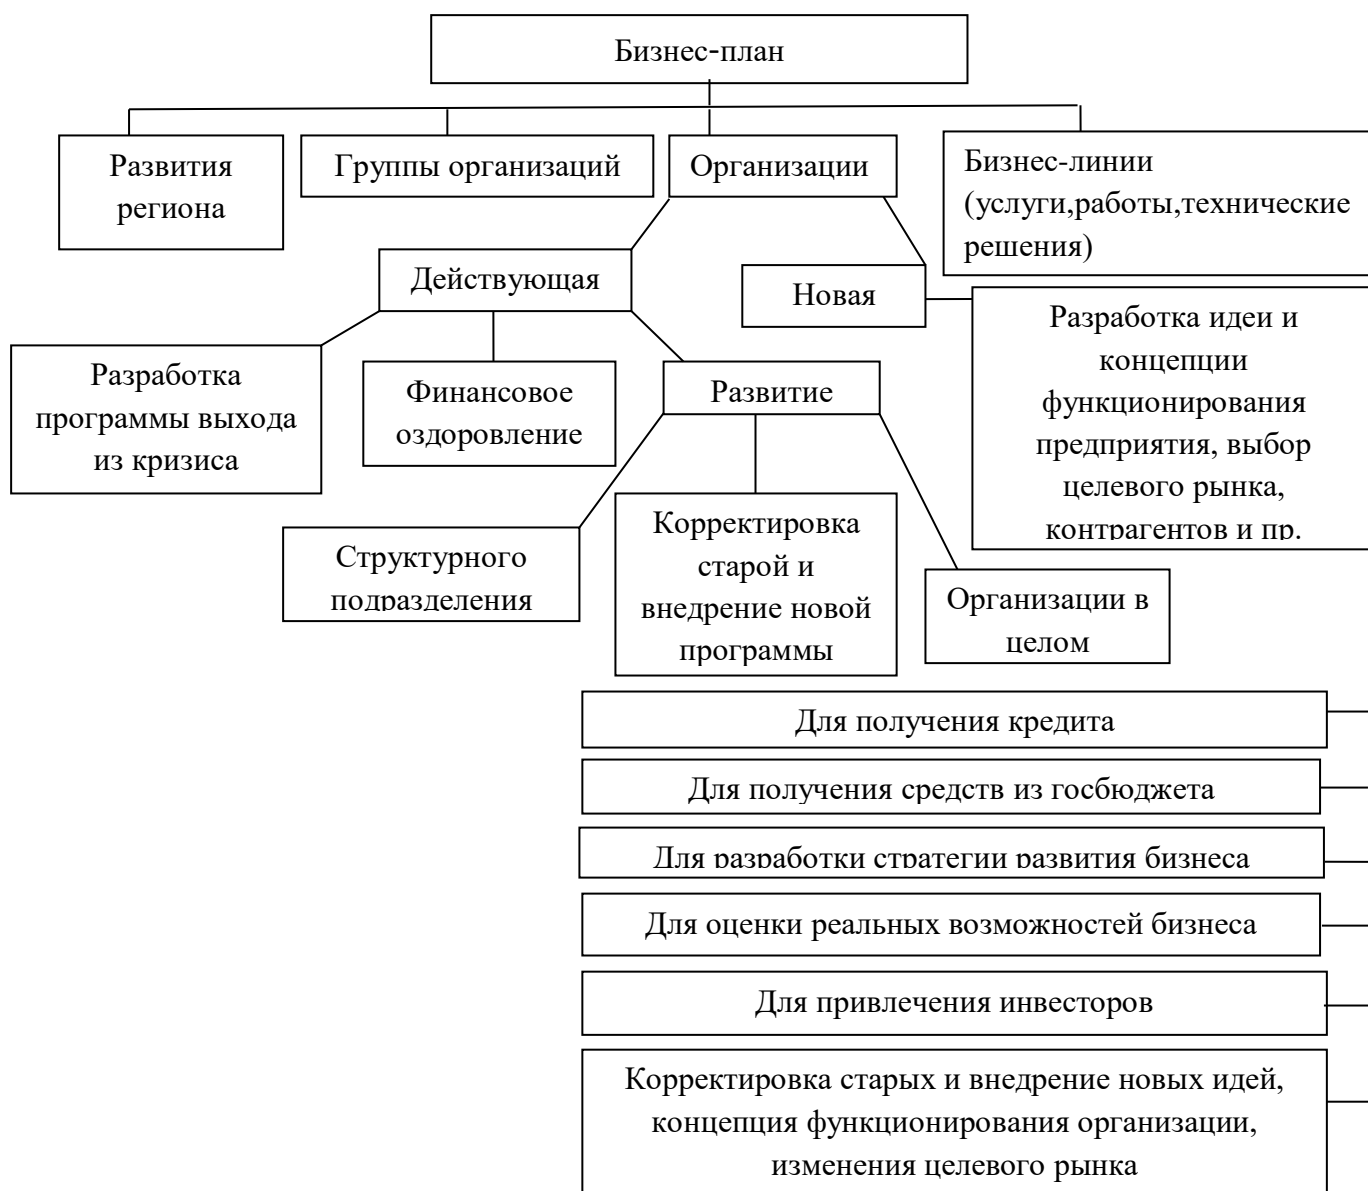 Бизнес-план
Развития
региона
Группы организаций
Организации
Бизнес-линии
(услуги,работы,технические
решения)
Действующая
Новая
Разработка
программы выхода
из кризиса
Финансовое
оздоровление
Развитие
Разработка идеи и
концепции
функционирования
предприятия, выбор
целевого рынка,
контрагентов и пр.
Структурного
подразделения
Корректировка
старой и
внедрение новой
программы
Организации в
целом
Для получения кредита
Для получения средств из госбюджета
Для разработки стратегии развития бизнеса
Для оценки реальных возможностей бизнеса
Для привлечения инвесторов
Корректировка старых и внедрение новых идей,
концепция функционирования организации,
изменения целевого рынка